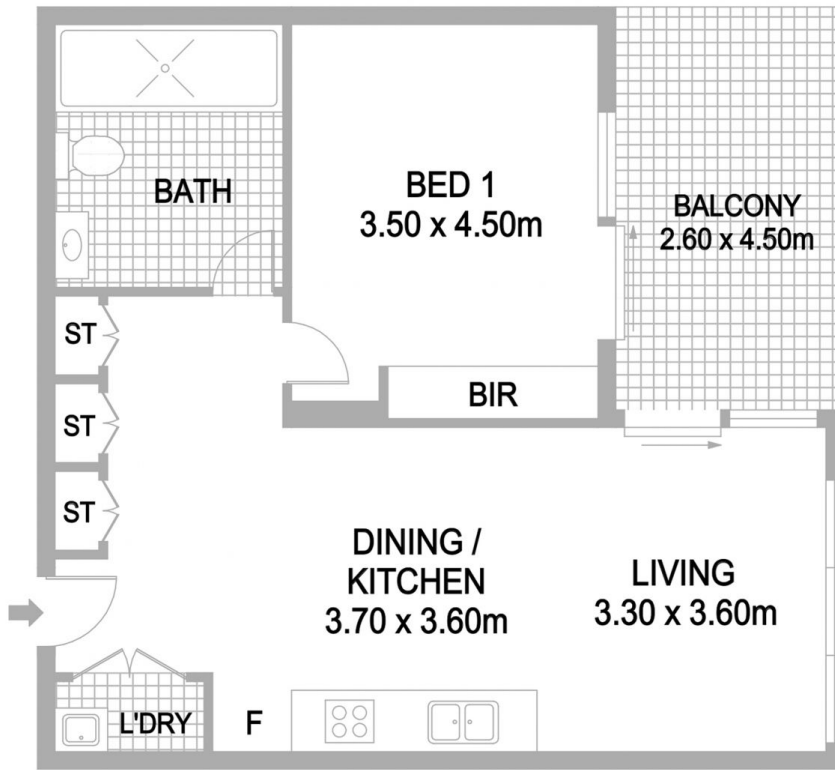 BATH
BED 1
3.50 x 4.50m
BALCONY
2.60 x 4.50m
ST
BIR
ST
ST
DINING /
KITCHEN
3.70 x 3.60m
LIVING
3.30 x 3.60m
L'DRY
F